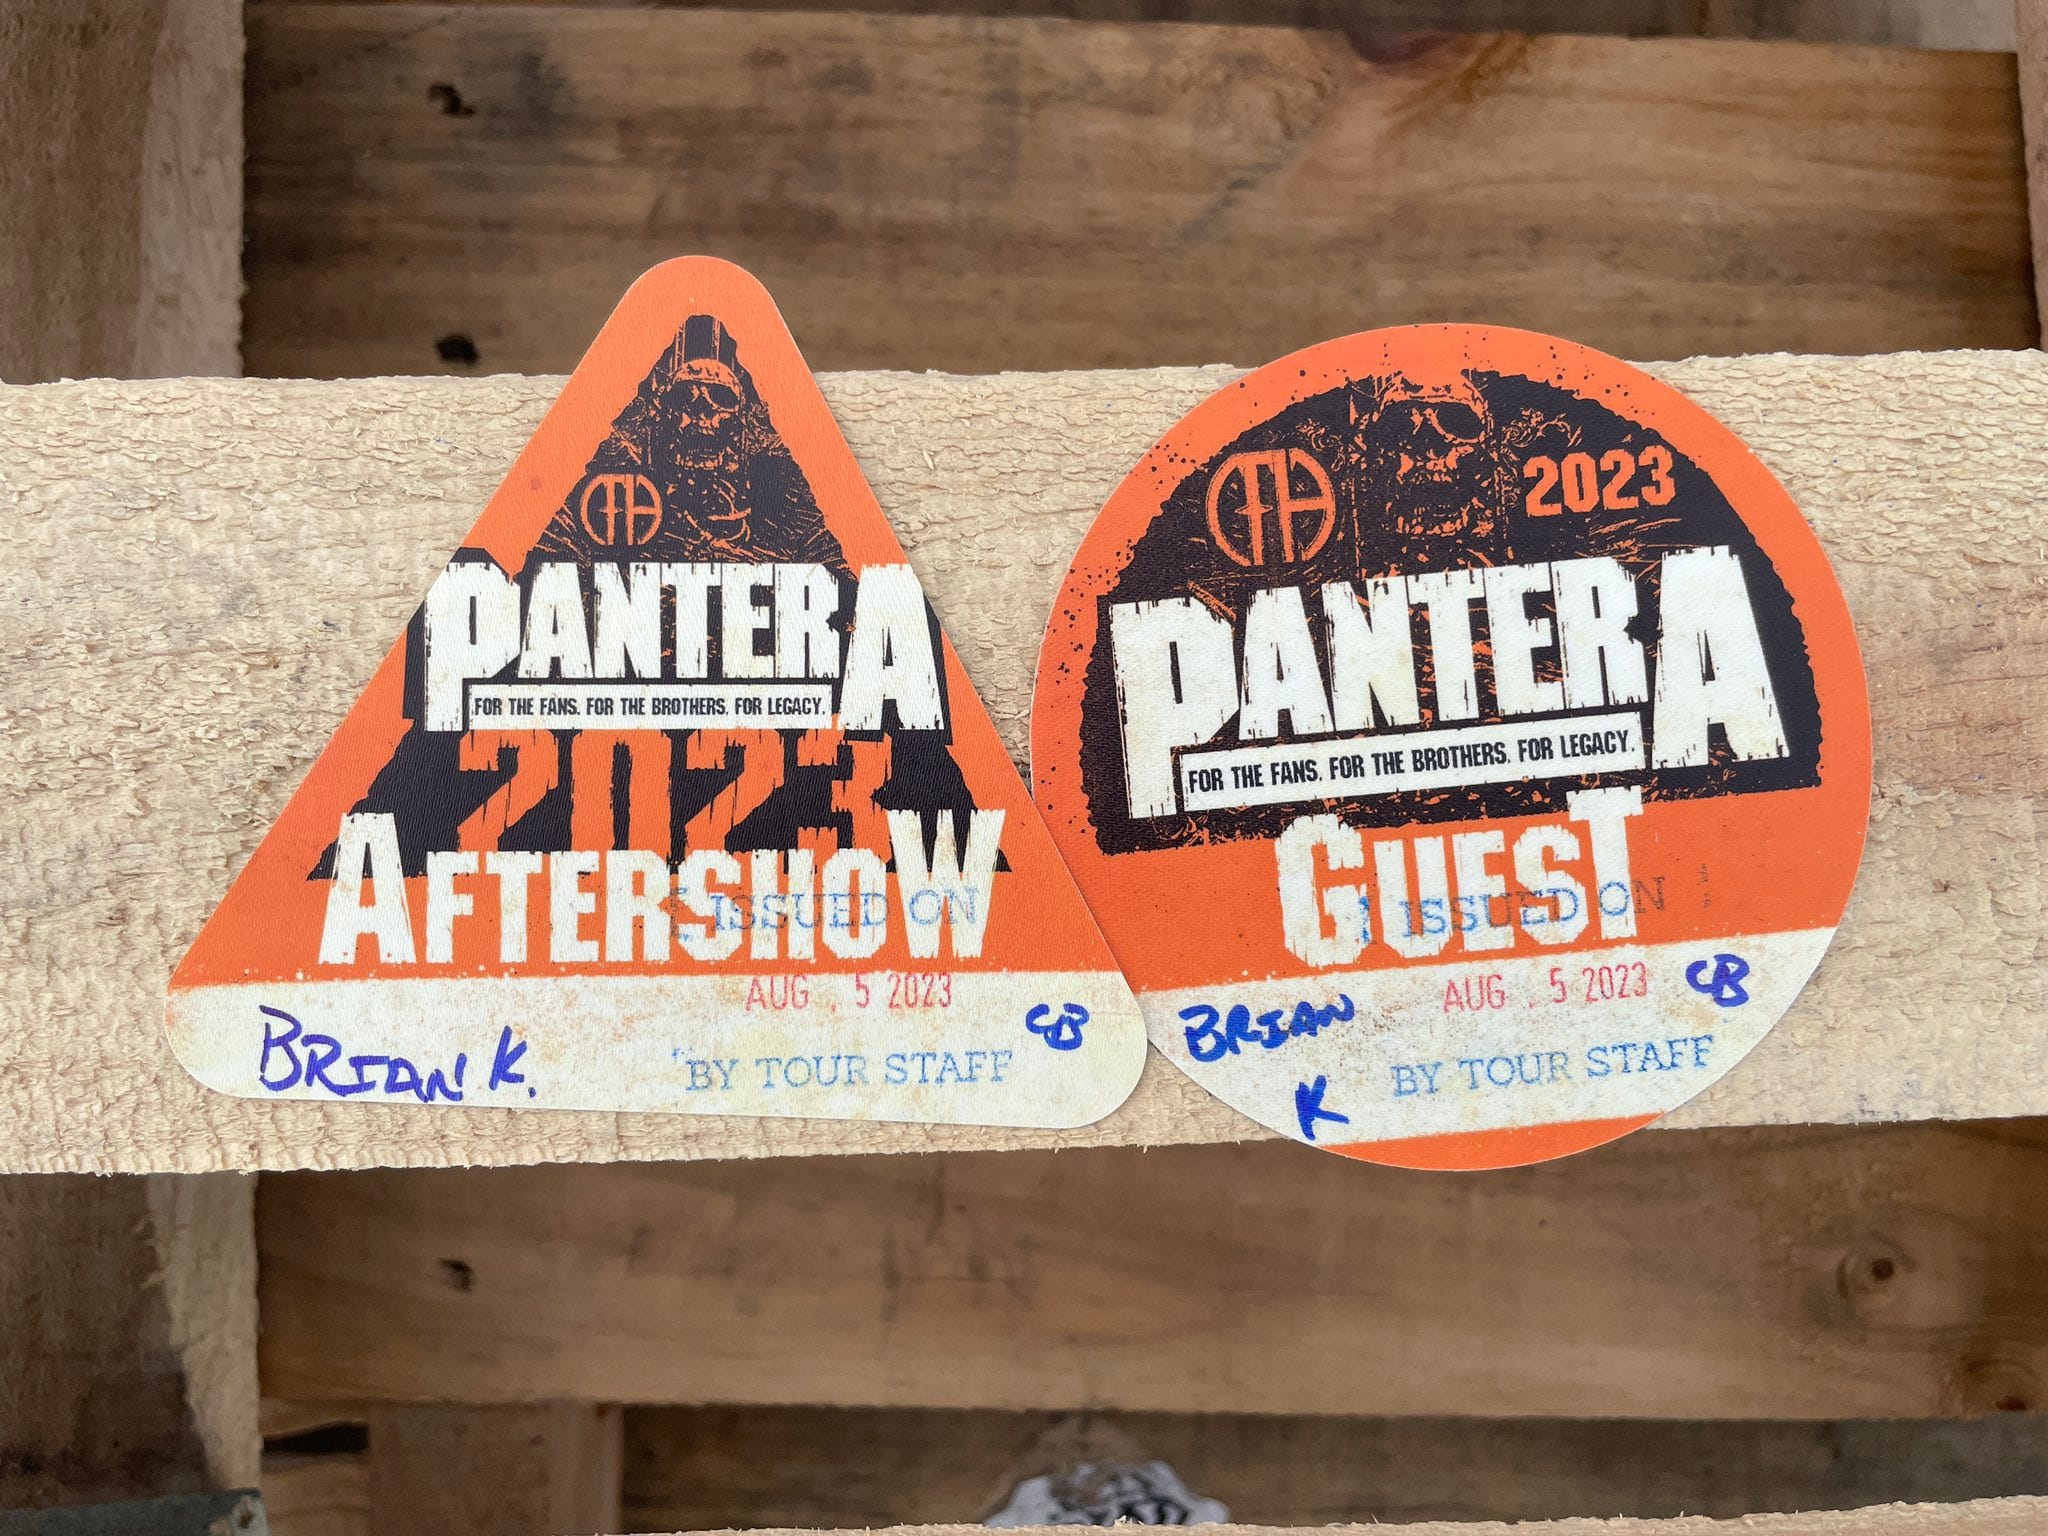 CFH
PANTERA
FOR THE FANS. FOR THE BROTHERS. FOR LEGACY.
2023
AFTERSHOW
ISSUED ON
AUG . 5 2023
CB
BRIAN K.
BY TOUR STAFF
CFH
2023
PANTERA
FOR THE FANS. FOR THE BROTHERS. FOR LEGACY.
GUEST
ISSUED ON
AUG . 5 2023
CB
BRIAN
K
BY TOUR STAFF